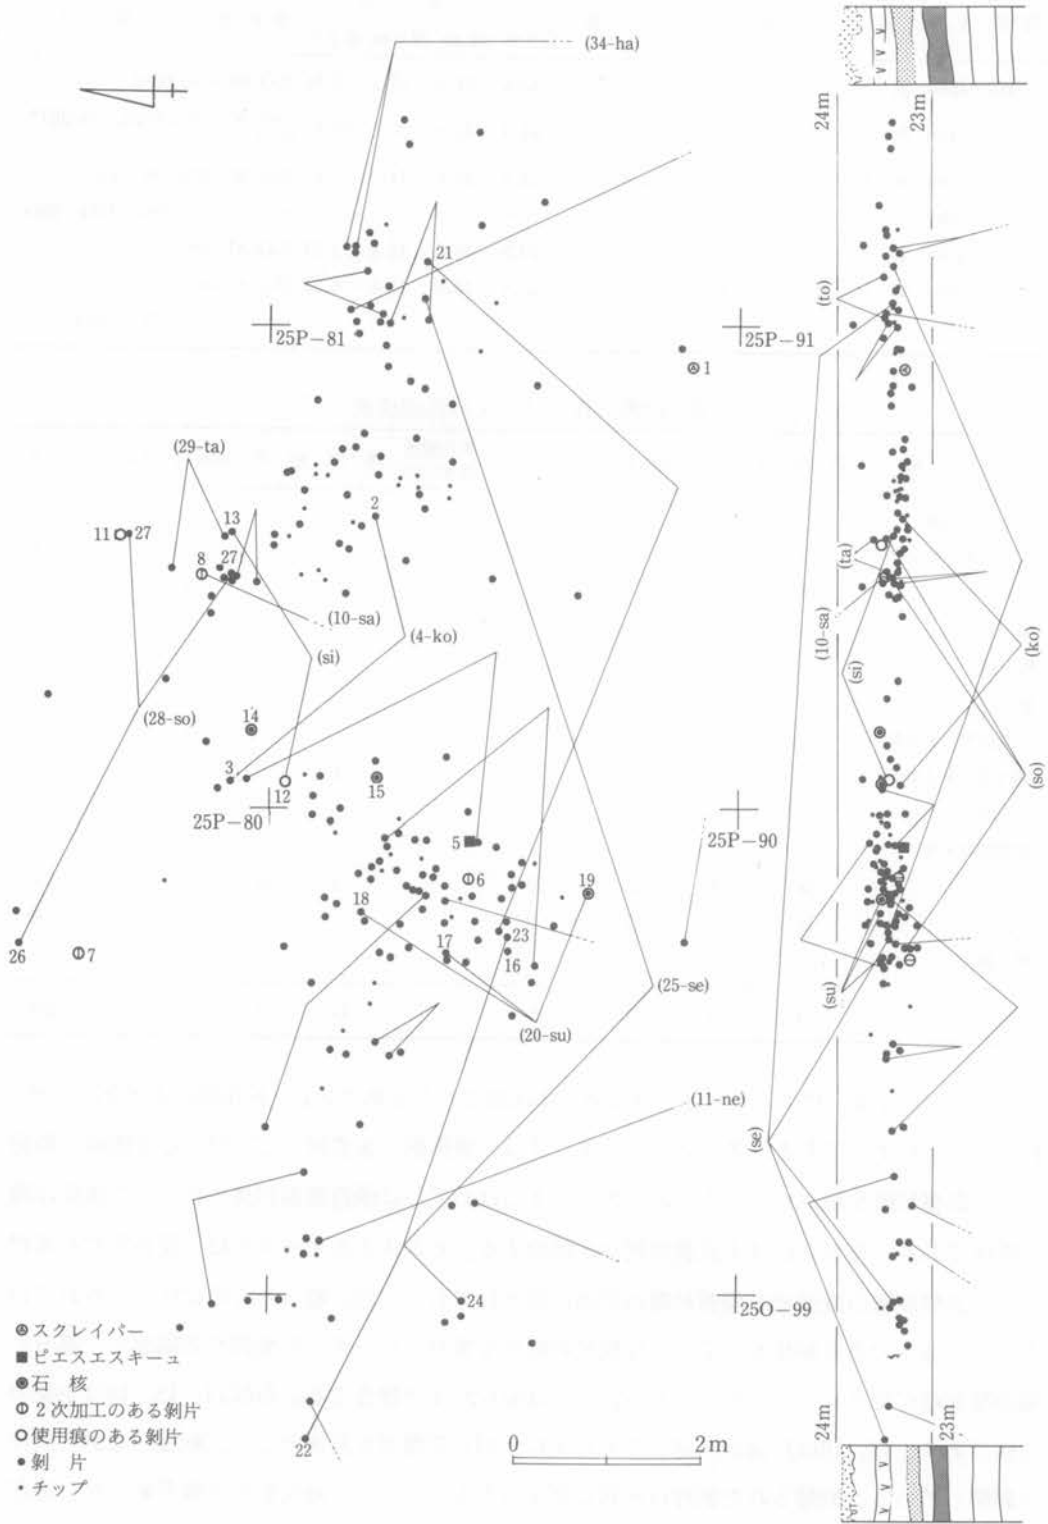 (34-ha)
24m
23m
21
25P-81
25P-91
1
(to)
(29-ta)
2
11
27
13
8
27
(ta)
(10-sa)
(4-ko)
(si)
(10-sa)
(si)
(ko)
(28-so)
14
3
12
15
(so)
25P-80
25P-90
5
6
19
18
17
23
16
26
7
(25-se)
(20-su)
(su)
(11-ne)
(se)
24
25O-99
22
スクレイパー
ピエスエスキーユ
石 核
2次加工のある剝片
使用痕のある剝片
剝 片
チップ
0 2m
24m
23m